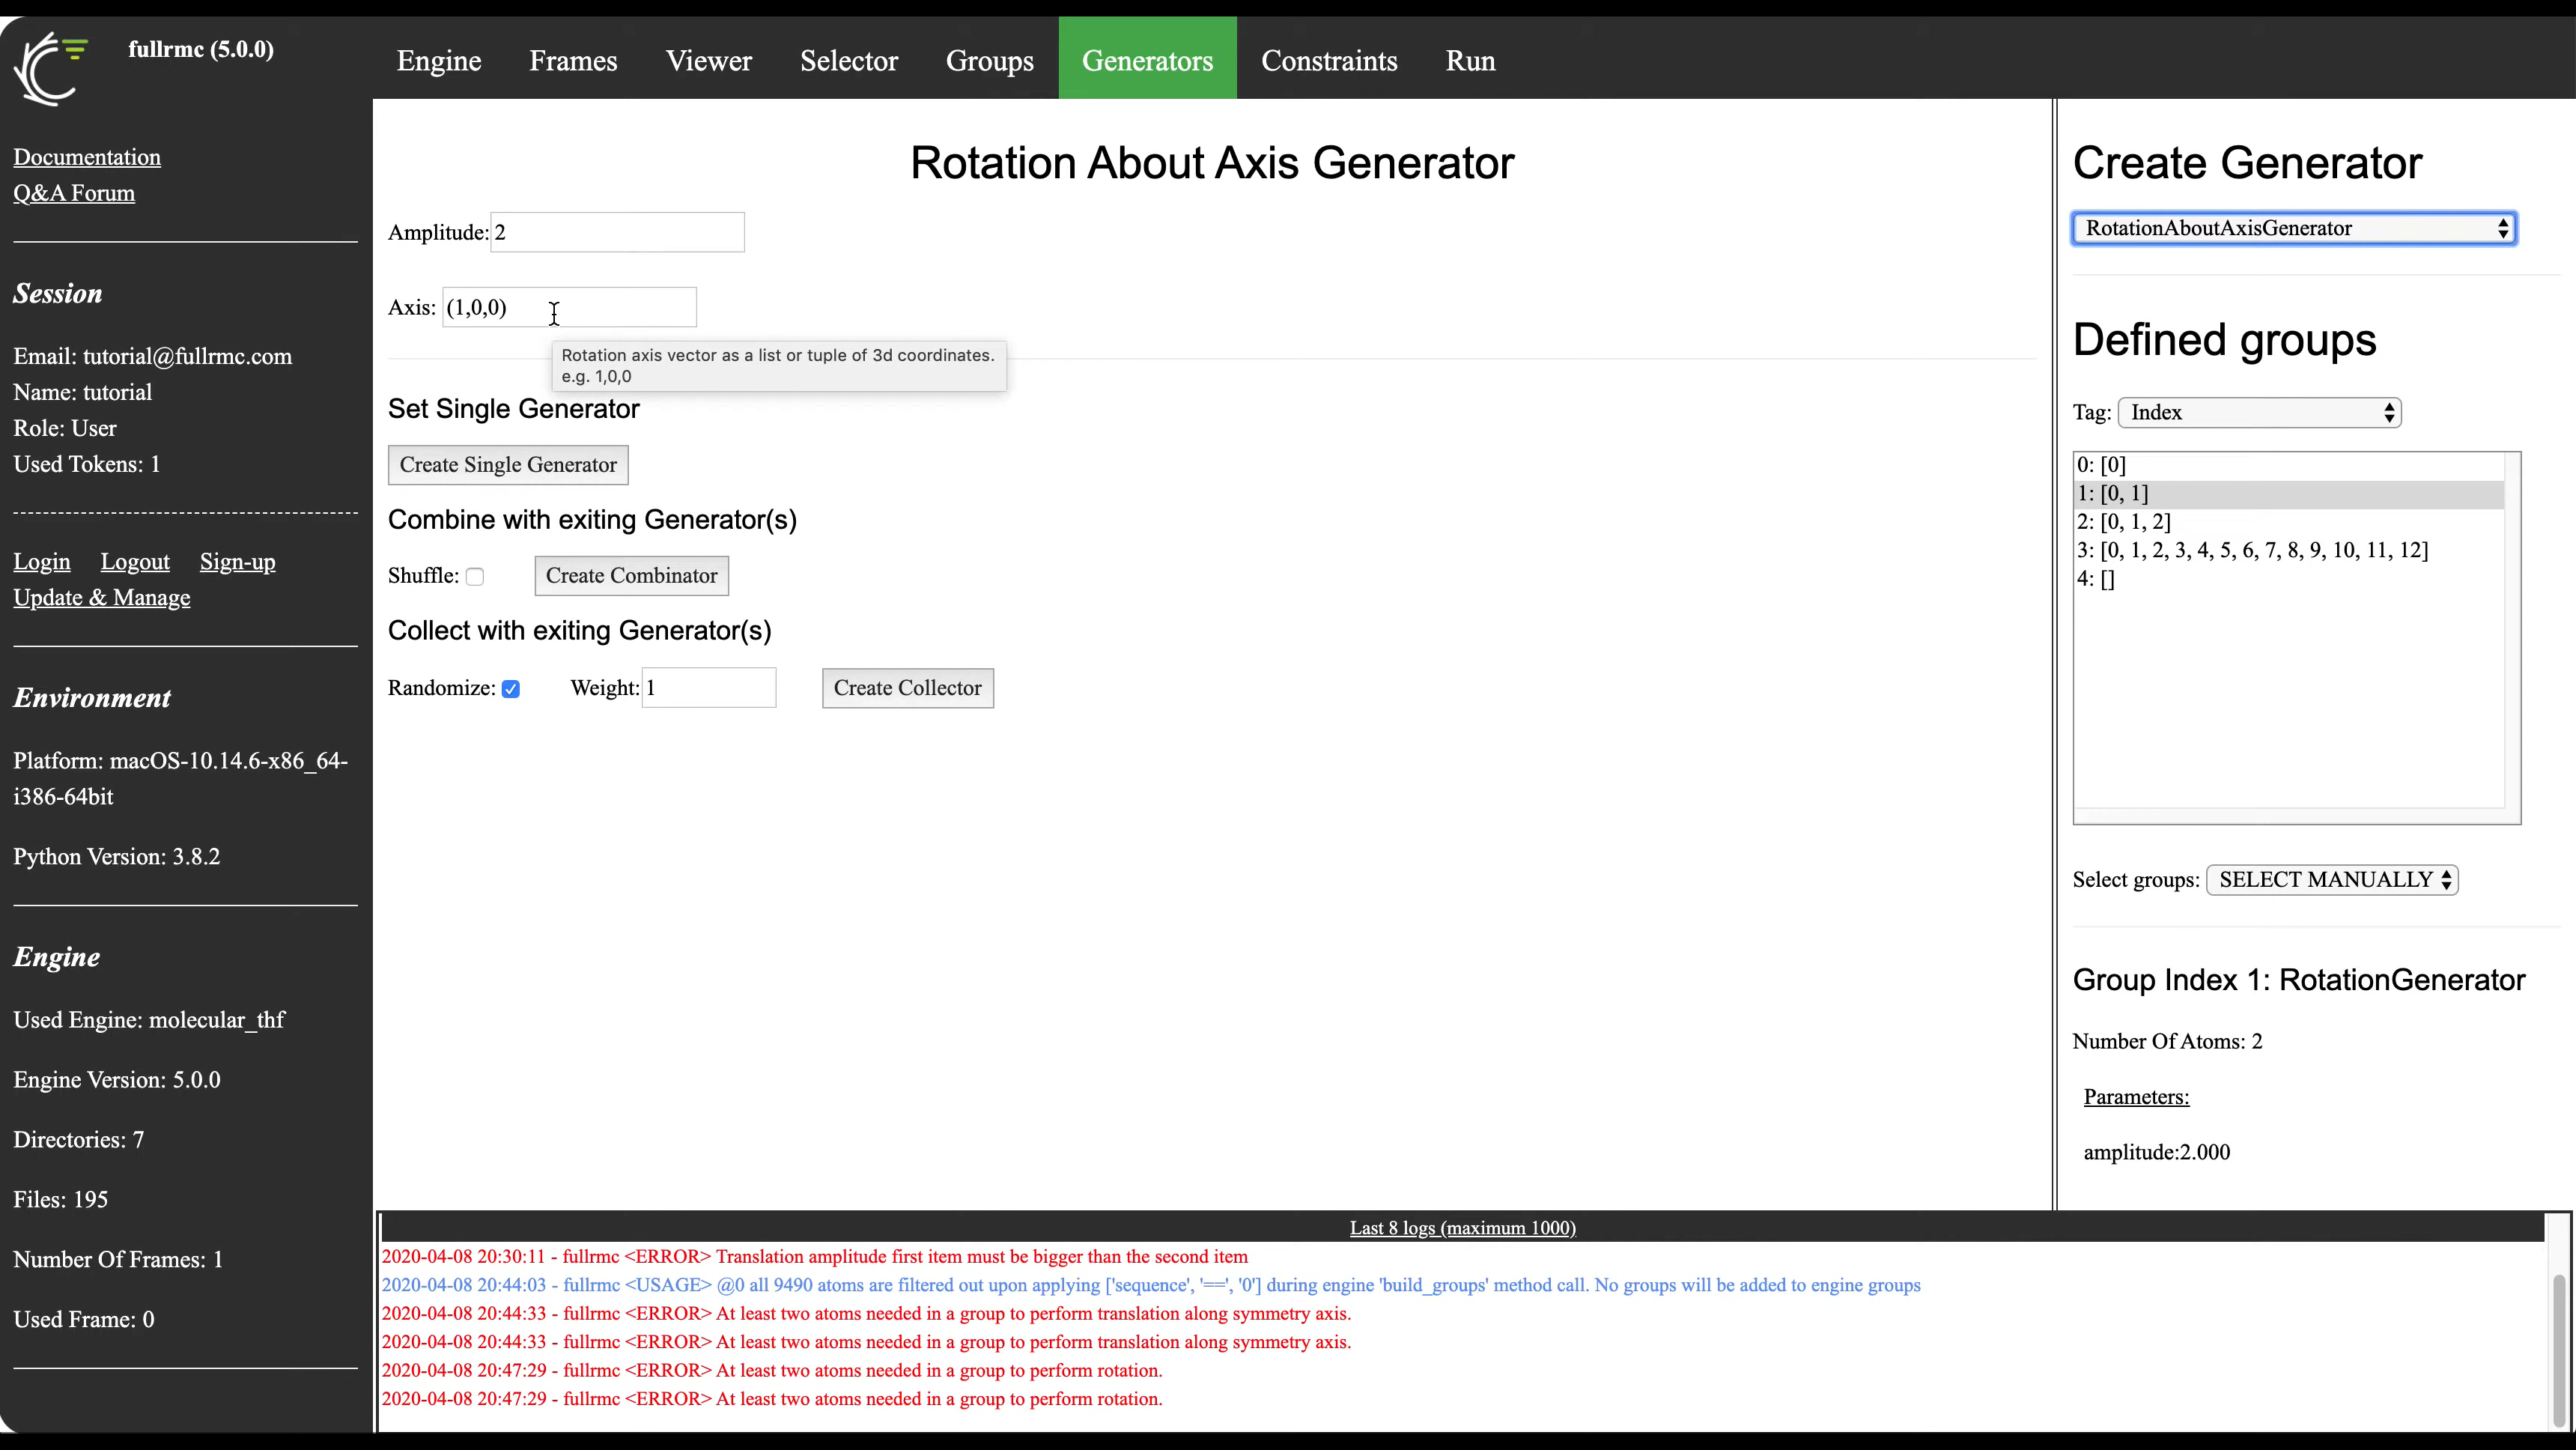 fullrmc (5.0.0)
Engine Frames Viewer Selector Groups Generators Constraints Run
Documentation
Q&A Forum
Session
Email: tutorial@fullrmc.com
Name: tutorial
Role: User
Used Tokens: 1
Login Logout Sign-up
Update & Manage
Environment
Platform: macOS-10.14.6-x86_64-
i386-64bit
Python Version: 3.8.2
Engine
Used Engine: molecular_thf
Engine Version: 5.0.0
Directories: 7
Files: 195
Number Of Frames: 1
Used Frame: 0
Rotation About Axis Generator
Amplitude: 2
Axis: (1,0,0)
Rotation axis vector as a list or tuple of 3d coordinates.
e.g. 1,0,0
Set Single Generator
Create Single Generator
Combine with exiting Generator(s)
Shuffle: Create Combinator
Collect with exiting Generator(s)
Randomize: Weight: 1 Create Collector
Create Generator
RotationAboutAxisGenerator
Defined groups
Tag: Index
0: [0]
1: [0, 1]
2: [0, 1, 2]
3: [0, 1, 2, 3, 4, 5, 6, 7, 8, 9, 10, 11, 12]
4: []
Select groups: SELECT MANUALLY
Group Index 1: RotationGenerator
Number Of Atoms: 2
Parameters:
amplitude:2.000
Last 8 logs (maximum 1000)
2020-04-08 20:30:11 - fullrmc <ERROR> Translation amplitude first item must be bigger than the second item
2020-04-08 20:44:03 - fullrmc <USAGE> @0 all 9490 atoms are filtered out upon applying ['sequence', '==', '0'] during engine 'build_groups' method call. No groups will be added to engine groups
2020-04-08 20:44:33 - fullrmc <ERROR> At least two atoms needed in a group to perform translation along symmetry axis.
2020-04-08 20:44:33 - fullrmc <ERROR> At least two atoms needed in a group to perform translation along symmetry axis.
2020-04-08 20:47:29 - fullrmc <ERROR> At least two atoms needed in a group to perform rotation.
2020-04-08 20:47:29 - fullrmc <ERROR> At least two atoms needed in a group to perform rotation.